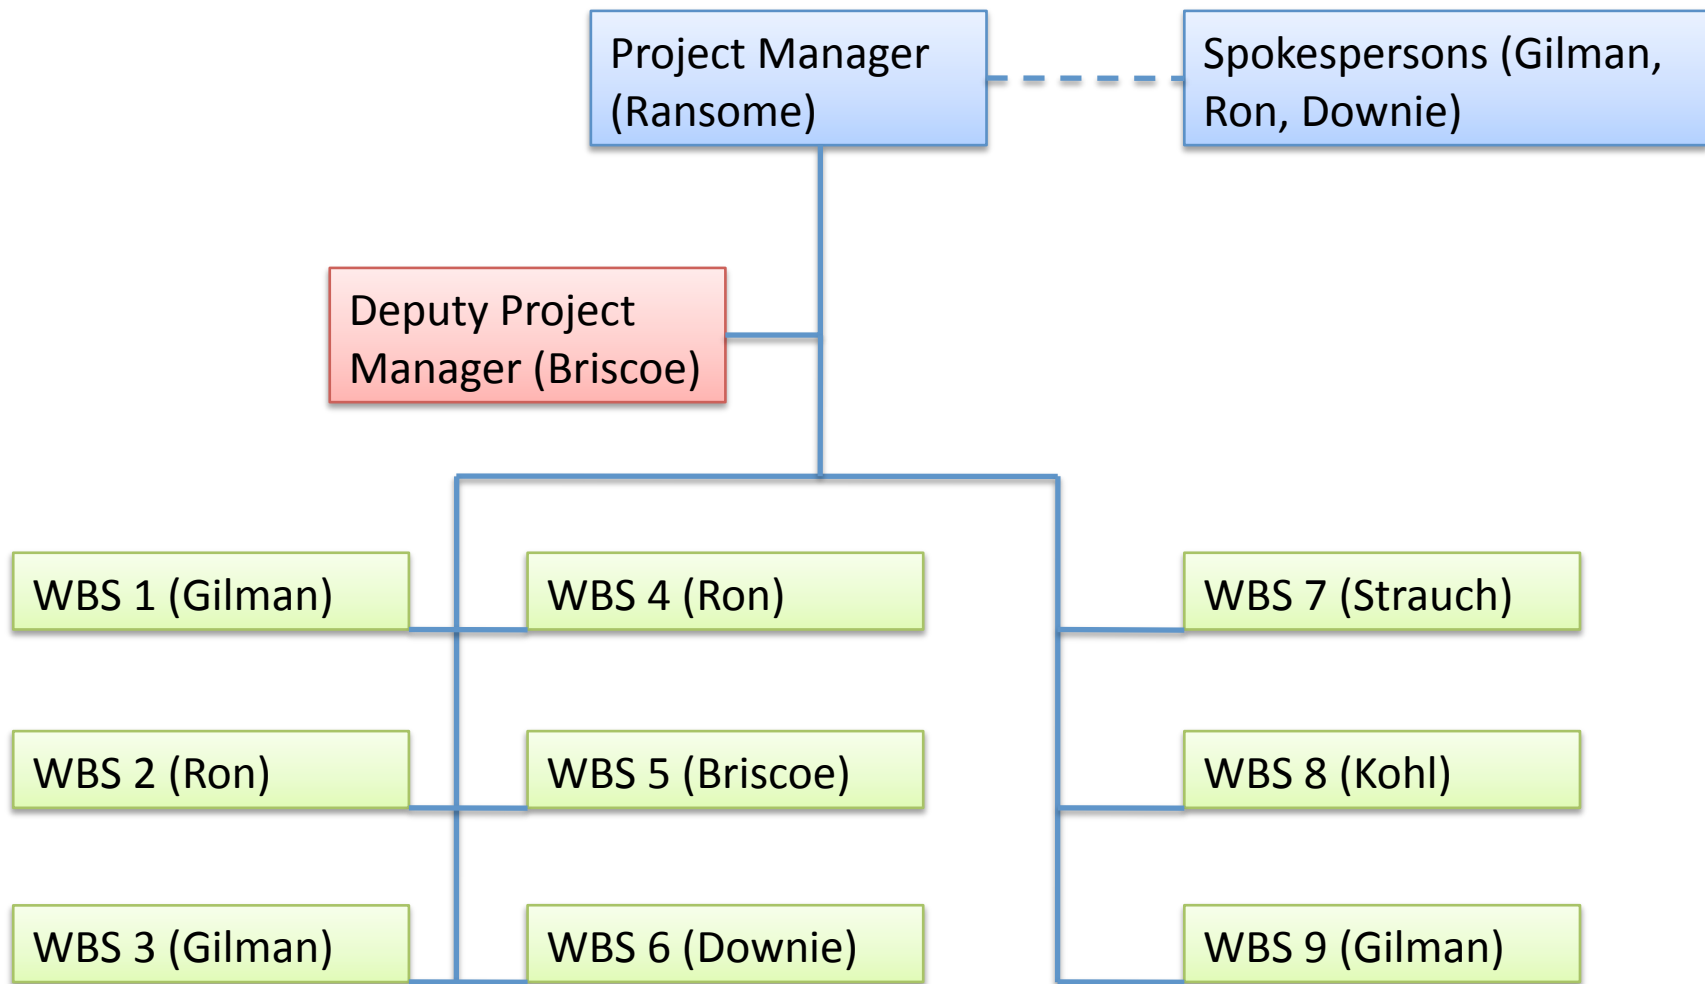 Project Manager
(Ransome)
Spokespersons (Gilman,
Ron, Downie)
Deputy Project
Manager (Briscoe)
WBS 1 (Gilman)
WBS 4 (Ron)
WBS 7 (Strauch)
WBS 2 (Ron)
WBS 5 (Briscoe)
WBS 8 (Kohl)
WBS 3 (Gilman)
WBS 6 (Downie)
WBS 9 (Gilman)